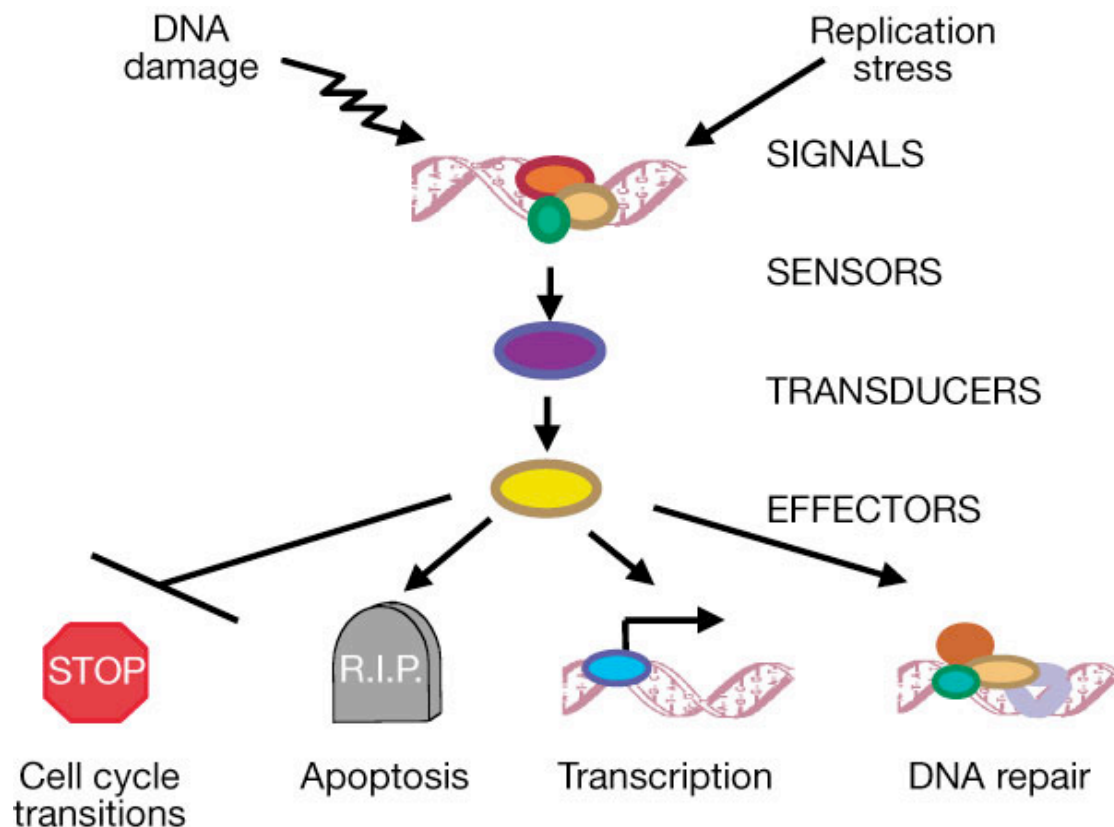 DNA
damage
Replication
stress
SIGNALS
SENSORS
TRANSDUCERS
EFFECTORS
STOP
R.I.P.
Cell cycle
transitions
Apoptosis
Transcription
DNA repair